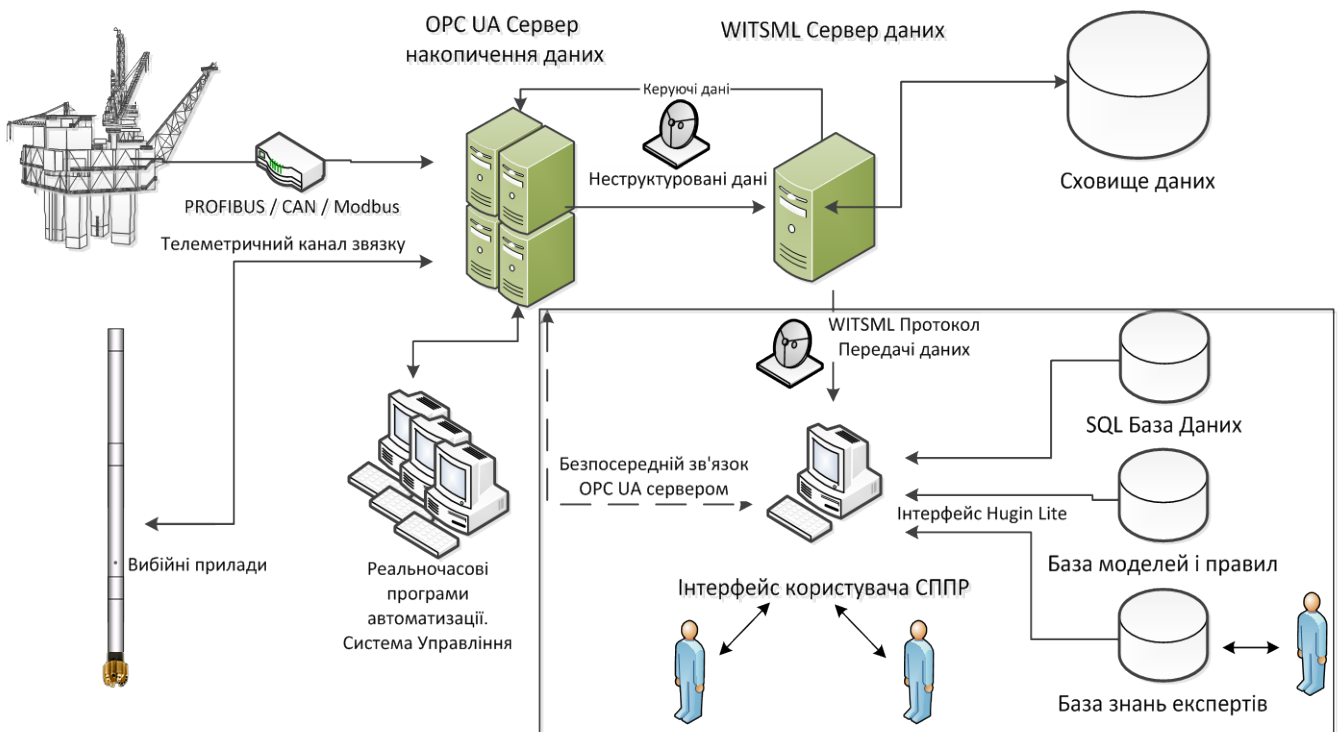 OPC UA Сервер
накопичення даних
WITSML Сервер даних
Керуючі дані
Неструктуровані дані
Сховище даних
PROFIBUS / CAN / Modbus
Телеметричний канал звязку
WITSML Протокол
Передачі даних
SQL База Даних
Безпосередній зв'язок
OPC UA сервером
Інтерфейс Hugin Lite
База моделей і правил
Вибійні прилади
Реальночасові
програми
автоматизації.
Система Управління
Інтерфейс користувача СППР
База знань експертів